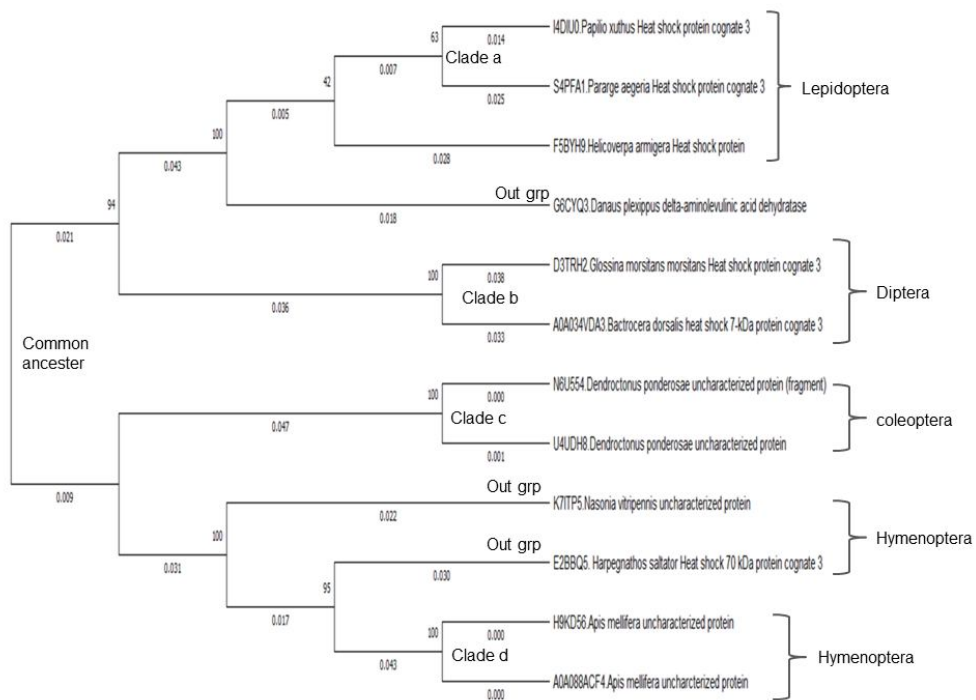 63
0.014
I4DIU0.Papilio xuthus Heat shock protein cognate 3
Clade a
42
0.007
S4PFA1.Pararge aegeria Heat shock protein cognate 3
0.025
Lepidoptera
100
0.005
F5BYH9.Helicoverpa armigera Heat shock protein
0.028
94
0.043
Out grp
G6CYQ3.Danaus plexippus delta-aminolevulinic acid dehydratase
0.018
0.021
D3TRH2.Glossina morsitans morsitans Heat shock protein cognate 3
100
0.038
Clade b
Diptera
0.036
A0A034VDA3.Bactrocera dorsalis heat shock 7-kDa protein cognate 3
0.033
Common
ancester
N6U554.Dendroctonus ponderosae uncharacterized protein (fragment)
100
0.000
Clade c
coleoptera
0.047
U4UDH8.Dendroctonus ponderosae uncharacterized protein
0.001
0.009
Out grp
K7ITP5.Nasonia vitripennis uncharacterized protein
0.022
100
Hymenoptera
0.031
Out grp
E2BBQ5. Harpegnathos saltator Heat shock 70 kDa protein cognate 3
0.030
95
0.017
H9KD56.Apis mellifera uncharacterized protein
100
0.000
Clade d
Hymenoptera
0.043
A0A088ACF4.Apis mellifera uncharacterized protein
0.000